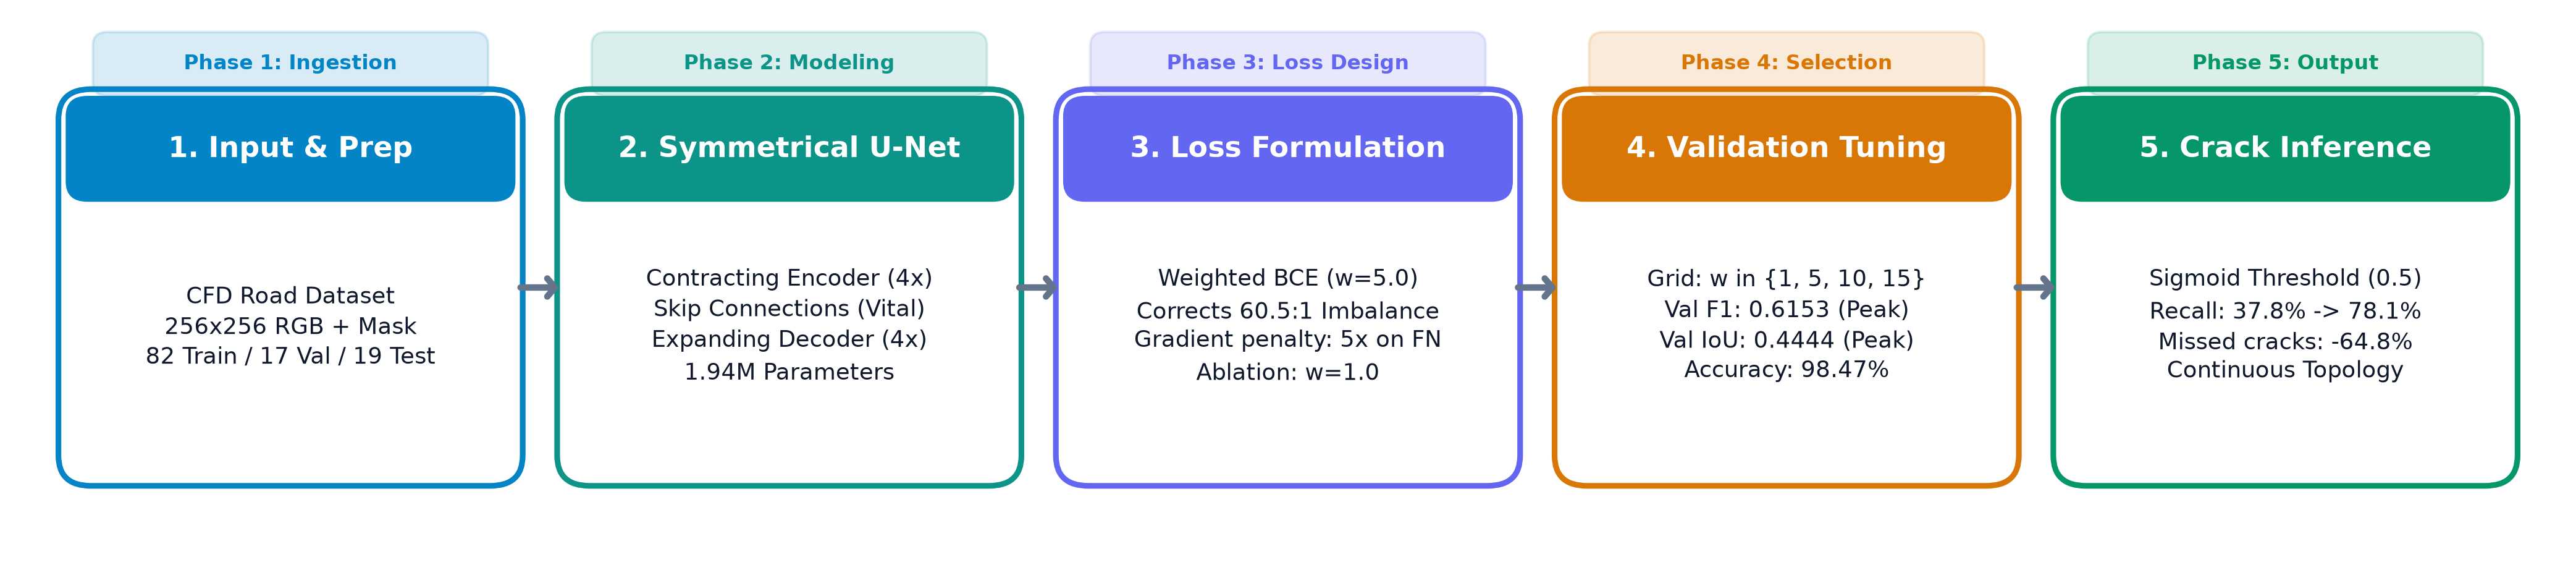 Phase 1: Ingestion
1. Input & Prep
CFD Road Dataset
256x256 RGB + Mask
82 Train / 17 Val / 19 Test
Phase 2: Modeling
2. Symmetrical U-Net
Contracting Encoder (4x)
Skip Connections (Vital)
Expanding Decoder (4x)
1.94M Parameters
Phase 3: Loss Design
3. Loss Formulation
Weighted BCE (w=5.0)
Corrects 60.5:1 Imbalance
Gradient penalty: 5x on FN
Ablation: w=1.0
Phase 4: Selection
4. Validation Tuning
Grid: w in {1, 5, 10, 15}
Val F1: 0.6153 (Peak)
Val IoU: 0.4444 (Peak)
Accuracy: 98.47%
Phase 5: Output
5. Crack Inference
Sigmoid Threshold (0.5)
Recall: 37.8% -> 78.1%
Missed cracks: -64.8%
Continuous Topology